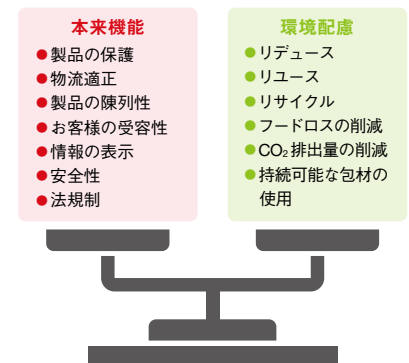 本来機能
●製品の保護
●物流適正
●製品の陳列性
●お客様の受容性
●情報の表示
●安全性
●法規制
環境配慮
●リデュース
●リユース
●リサイクル
●フードロスの削減
●CO₂排出量の削減
●持続可能な包材の
使用